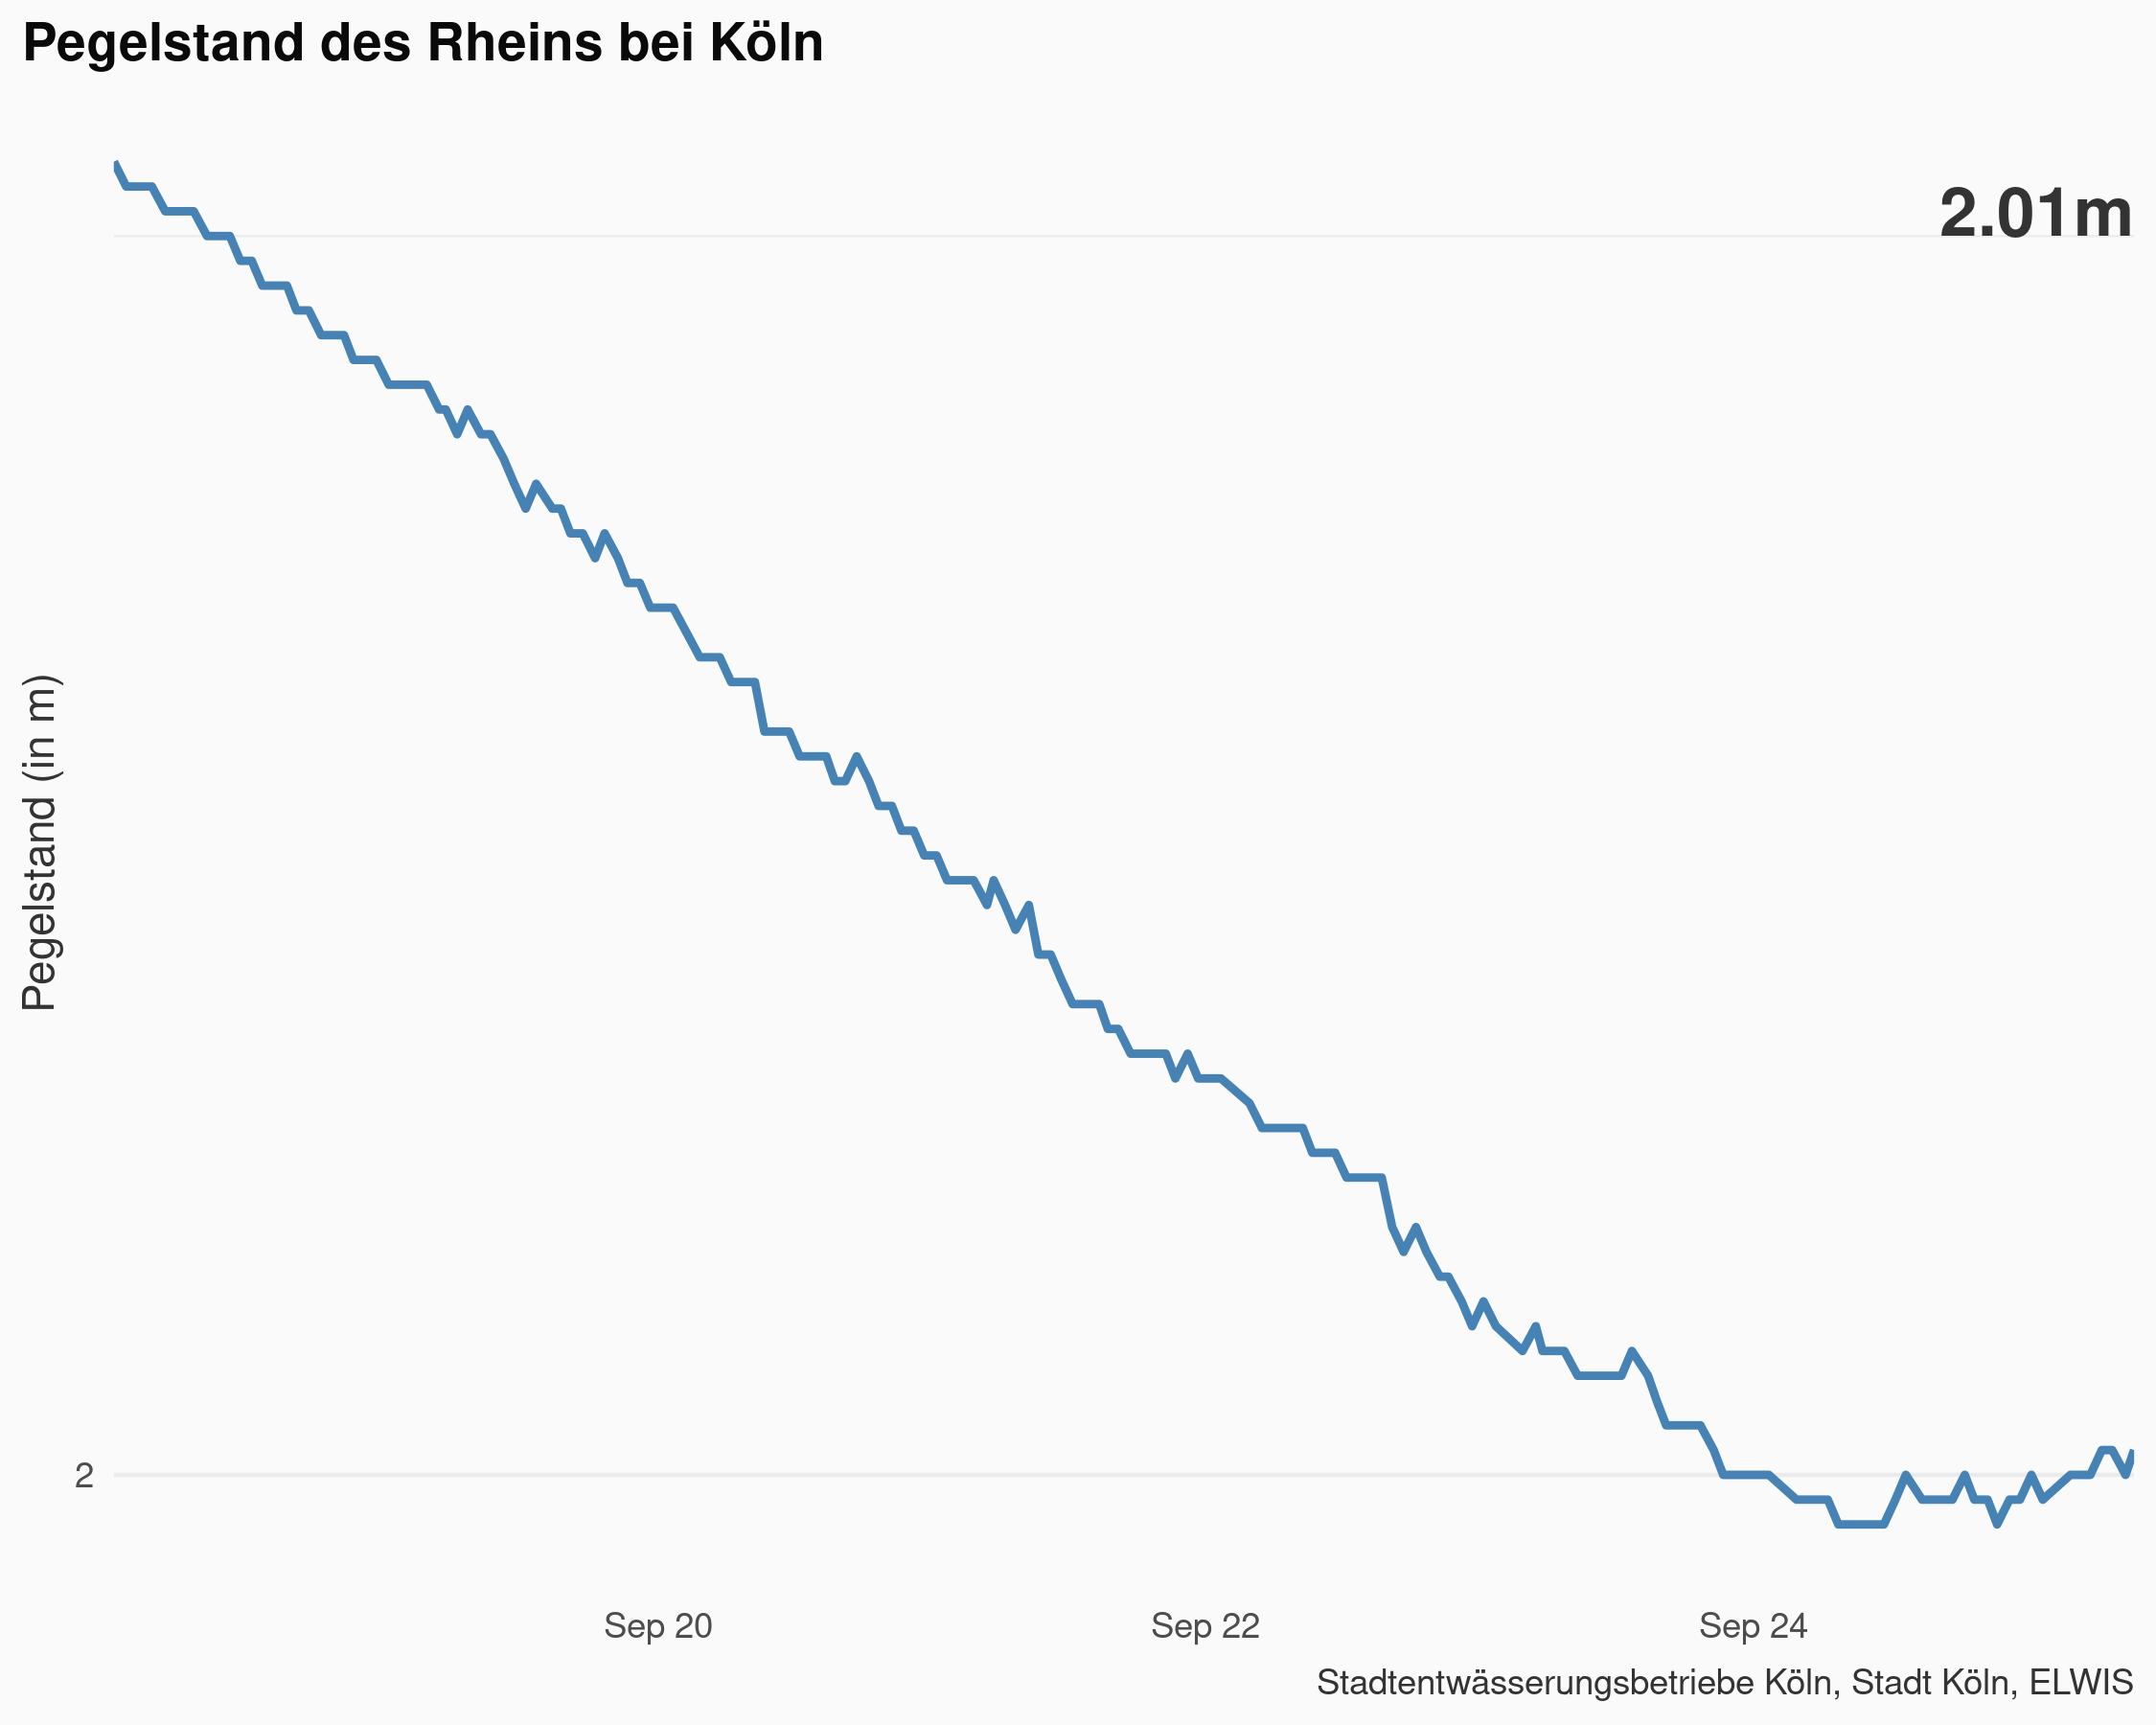 Pegelstand des Rheins bei Köln
2.01m
Pegelstand (in m)
2
Sep 20
Sep 22
Sep 24
Stadtentwässerungsbetriebe Köln, Stadt Köln, ELWIS